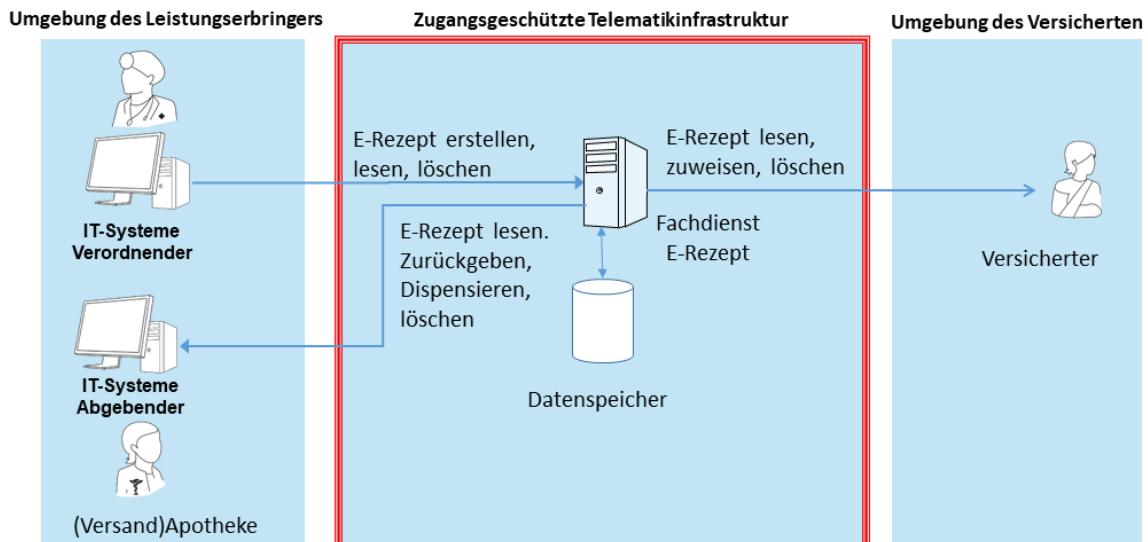 Umgebung des Leistungserbringers
Zugangsgeschützte Telematikinfrastruktur
Umgebung des Versicherten
E-Rezept erstellen,
lesen, löschen
E-Rezept lesen,
zuweisen, löschen
IT-Systeme
Verordnender
E-Rezept lesen.
Zurückgeben,
Dispensieren,
löschen
Fachdienst
E-Rezept
Versicherter
IT-Systeme
Abgebender
Datenspeicher
(Versand)Apotheke